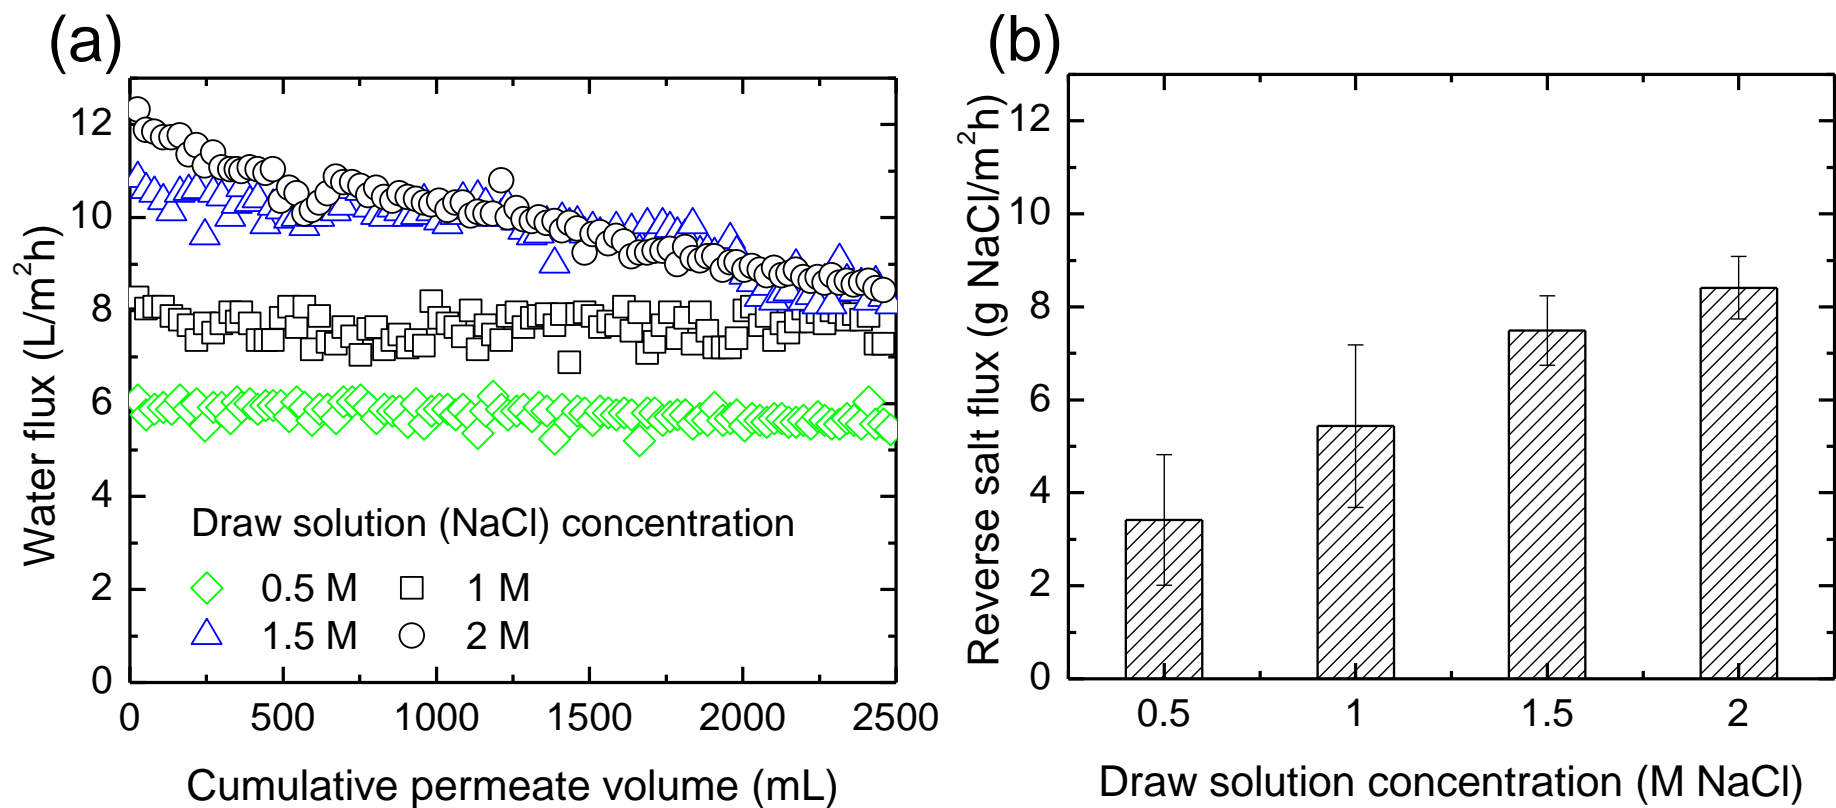 (a)
Water flux (L/m²h)
12
10
8
6
4
2
0
Draw solution (NaCl) concentration
0.5 M
1 M
1.5 M
2 M
0 500 1000 1500 2000 2500
Cumulative permeate volume (mL)
(b)
Reverse salt flux (g NaCl/m²h)
12
10
8
6
4
2
0
0.5 1 1.5 2
Draw solution concentration (M NaCl)